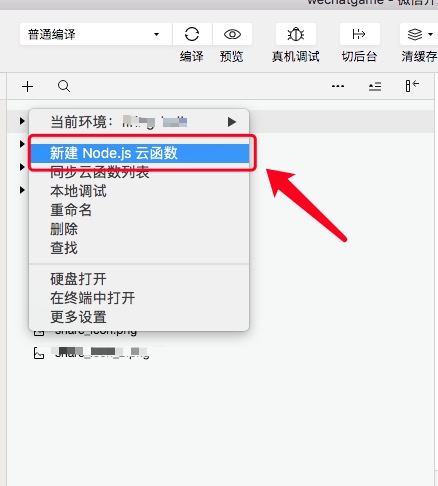 wechatgame - 微信开
普通编译
编译
预览
真机调试
切后台
清缓存
当前环境：
新建 Node.js 云函数
同步云函数列表
本地调试
重命名
删除
查找
硬盘打开
在终端中打开
更多设置
share_icon.png
.png